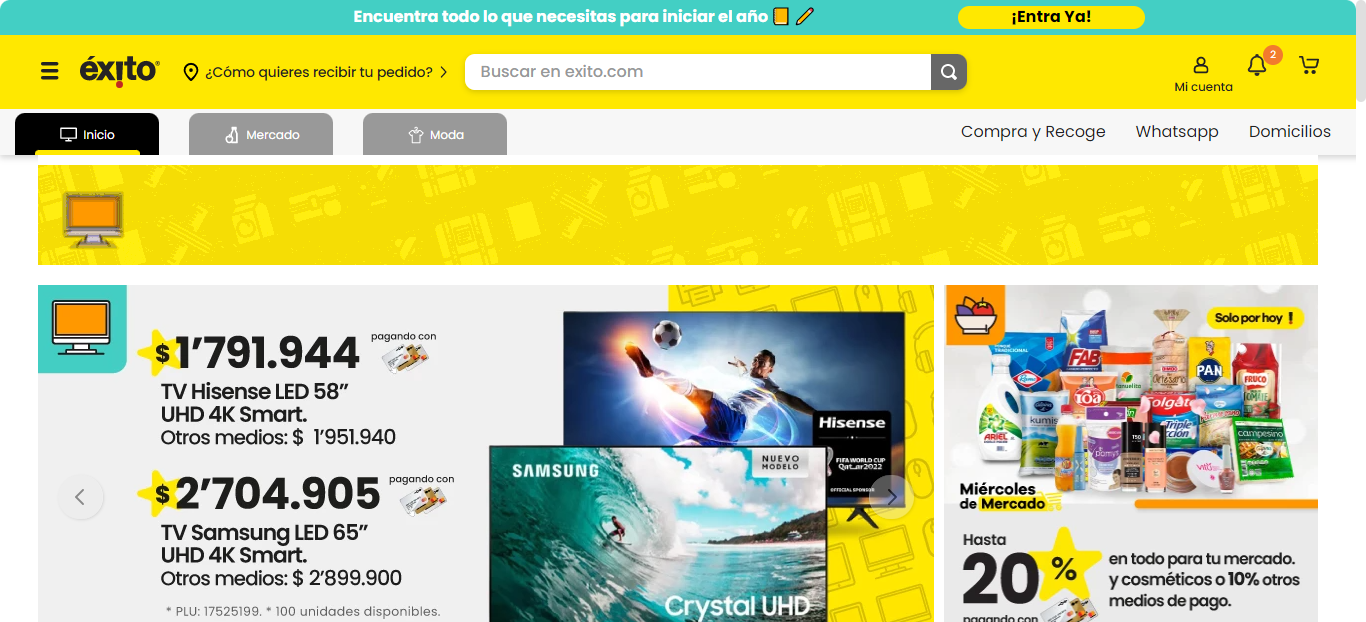 Encuentra todo lo que necesitas para iniciar el año
¡Entra Ya!
éxito
¿Cómo quieres recibir tu pedido?
Buscar en exito.com
2
Mi cuenta
Inicio
Mercado
Moda
Compra y Recoge
Whatsapp
Domicilios
$1’791.944
pagando con
TV Hisense LED 58”
UHD 4K Smart.
Otros medios: $ 1’951.940
$2’704.905
pagando con
TV Samsung LED 65”
UHD 4K Smart.
Otros medios: $ 2’899.900
* PLU: 17525199. * 100 unidades disponibles.
Hisense
FIFA WORLD CUP
Qatar2022
OFFICIAL SPONSOR
SAMSUNG
NUEVO
MODELO
Crystal UHD
Solo por hoy !
FAB
PAN
FRUCO
Colgate
Triple
Acción
kumis
ARIEL
campesino
Miércoles
de Mercado
Hasta
20%
en todo para tu mercado.
y cosméticos o 10% otros
medios de pago.
pagando con